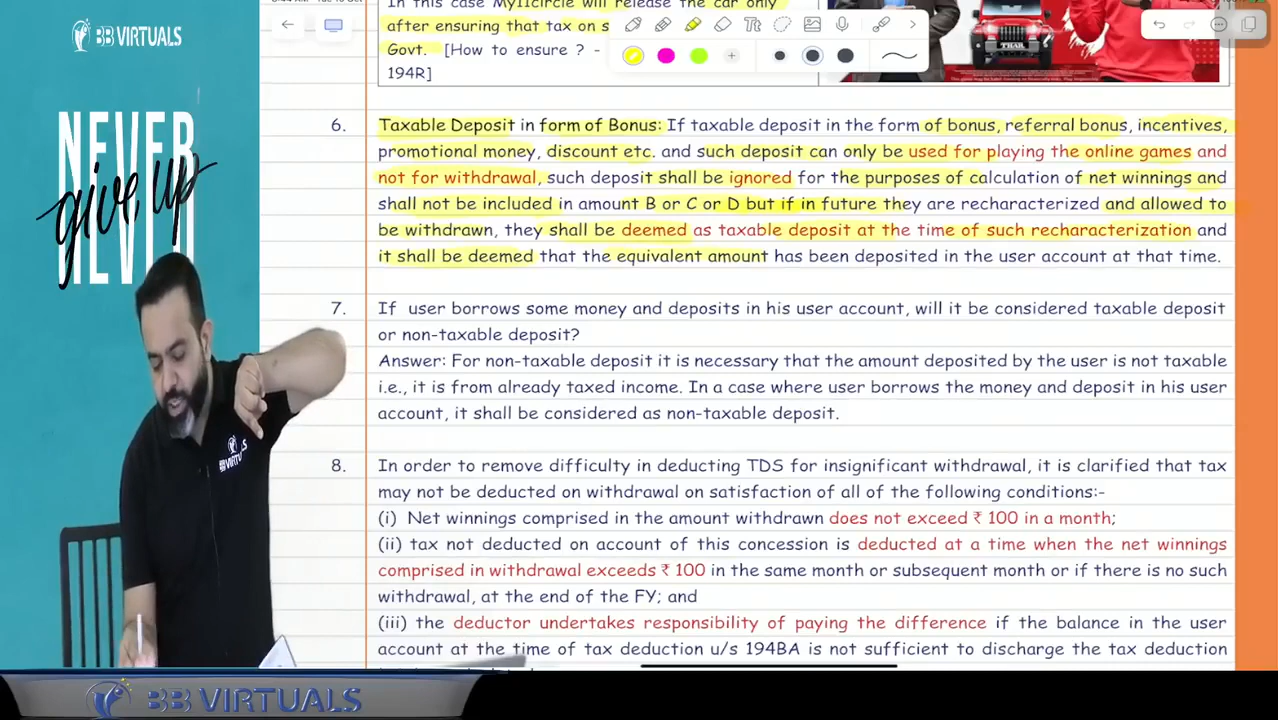 BB VIRTUALS
NEVER
give up
NEVER
In this case My11circle will release the car only
after ensuring that tax on s
Govt. [How to ensure ? -
194R]
THAR
6. Taxable Deposit in form of Bonus: If taxable deposit in the form of bonus, referral bonus, incentives,
promotional money, discount etc. and such deposit can only be used for playing the online games and
not for withdrawal, such deposit shall be ignored for the purposes of calculation of net winnings and
shall not be included in amount B or C or D but if in future they are recharacterized and allowed to
be withdrawn, they shall be deemed as taxable deposit at the time of such recharacterization and
it shall be deemed that the equivalent amount has been deposited in the user account at that time.
7. If user borrows some money and deposits in his user account, will it be considered taxable deposit
or non-taxable deposit?
Answer: For non-taxable deposit it is necessary that the amount deposited by the user is not taxable
i.e., it is from already taxed income. In a case where user borrows the money and deposit in his user
account, it shall be considered as non-taxable deposit.
8. In order to remove difficulty in deducting TDS for insignificant withdrawal, it is clarified that tax
may not be deducted on withdrawal on satisfaction of all of the following conditions:-
(i) Net winnings comprised in the amount withdrawn does not exceed ₹ 100 in a month;
(ii) tax not deducted on account of this concession is deducted at a time when the net winnings
comprised in withdrawal exceeds ₹ 100 in the same month or subsequent month or if there is no such
withdrawal, at the end of the FY; and
(iii) the deductor undertakes responsibility of paying the difference if the balance in the user
account at the time of tax deduction u/s 194BA is not sufficient to discharge the tax deduction
BB VIRTUALS